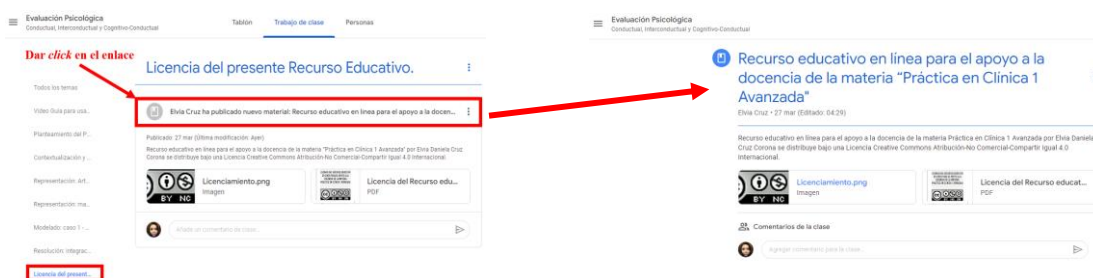 Evaluación Psicológica
Conductual, Interconductual y Cognitivo-Conductual
Tablón
Trabajo de clase
Personas
Dar click en el enlace
Todos los temas
Video Guía para usa...
Planteamiento del P...
Contextualización y ...
Representación: Art...
Representación: ma...
Modelado: caso 1 - ...
Resolución: integrac...
Licencia del present...
Licencia del presente Recurso Educativo.
Elvia Cruz ha publicado nuevo material: Recurso educativo en línea para el apoyo a la docen...
Publicado: 27 mar (Última modificación: Ayer)
Recurso educativo en línea para el apoyo a la docencia de la materia "Práctica en Clínica 1 Avanzada" por Elvia Daniela Cruz
Corona se distribuye bajo una Licencia Creative Commons Atribución-No Comercial-Compartir Igual 4.0 Internacional.
BY NC
Licenciamiento.png
Imagen
Licencia del Recurso edu...
PDF
Añade un comentario de clase...
Evaluación Psicológica
Conductual, Interconductual y Cognitivo-Conductual
Recurso educativo en línea para el apoyo a la
docencia de la materia “Práctica en Clínica 1
Avanzada"
Elvia Cruz • 27 mar (Editado: 04:29)
Recurso educativo en línea para el apoyo a la docencia de la materia Práctica en Clínica 1 Avanzada por Elvia Daniela
Cruz Corona se distribuye bajo una Licencia Creative Commons Atribución-No Comercial-Compartir Igual 4.0
Internacional.
BY NC
Licenciamiento.png
Imagen
Licencia del Recurso educat...
PDF
Comentarios de la clase
Agregar comentario para la clase...